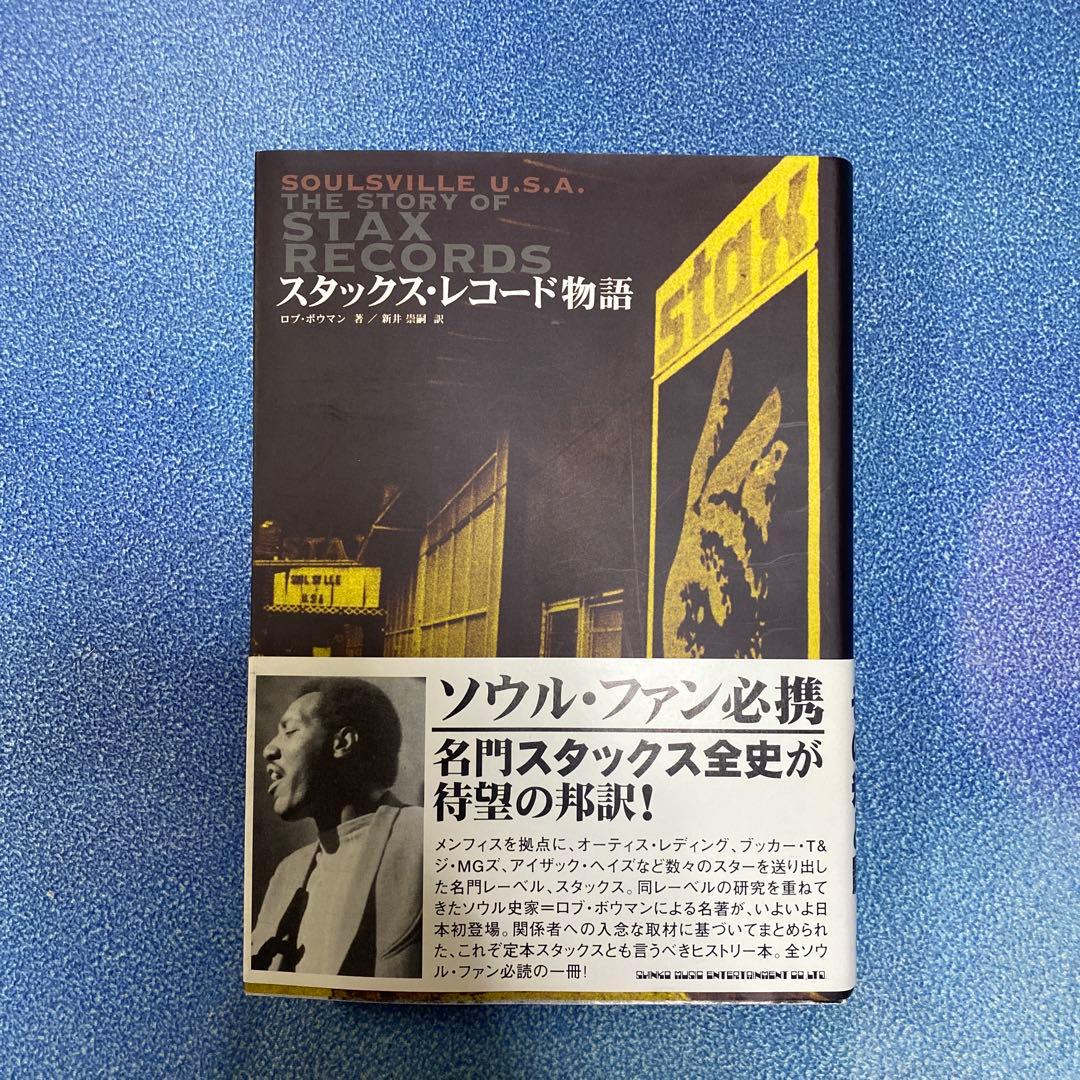 SOULSVILLE U.S.A.
THE STORY OF
STAX
RECORDS
スタックス・レコード物語
ロブ・ボウマン 著／新井 崇嗣 訳
stax
SOULSVILLE
U.S.A
ソウル・ファン必携
名門スタックス全史が
待望の邦訳!
メンフィスを拠点に、オーティス・レディング、ブッカー・T&
ジ・MGズ、アイザック・ヘイズなど数々のスターを送り出し
た名門レーベル、スタックス。同レーベルの研究を重ねて
きたソウル史家=ロブ・ボウマンによる名著が、いよいよ日
本初登場。関係者への入念な取材に基づいてまとめられ
た、これぞ定本スタックスとも言うべきヒストリー本。全ソウ
ル・ファン必読の一冊!
SHINKO MUSIC ENTERTAINMENT CO.,LTD.